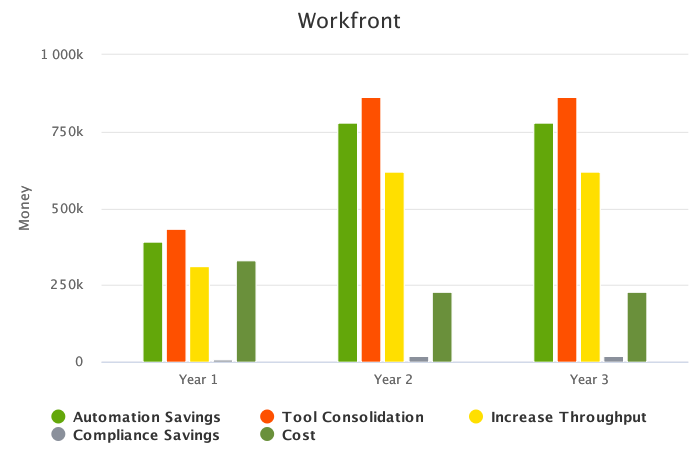 Workfront
1 000k
750k
500k
250k
0
Money
Year 1 Year 2 Year 3
Automation Savings Tool Consolidation Increase Throughput
Compliance Savings Cost